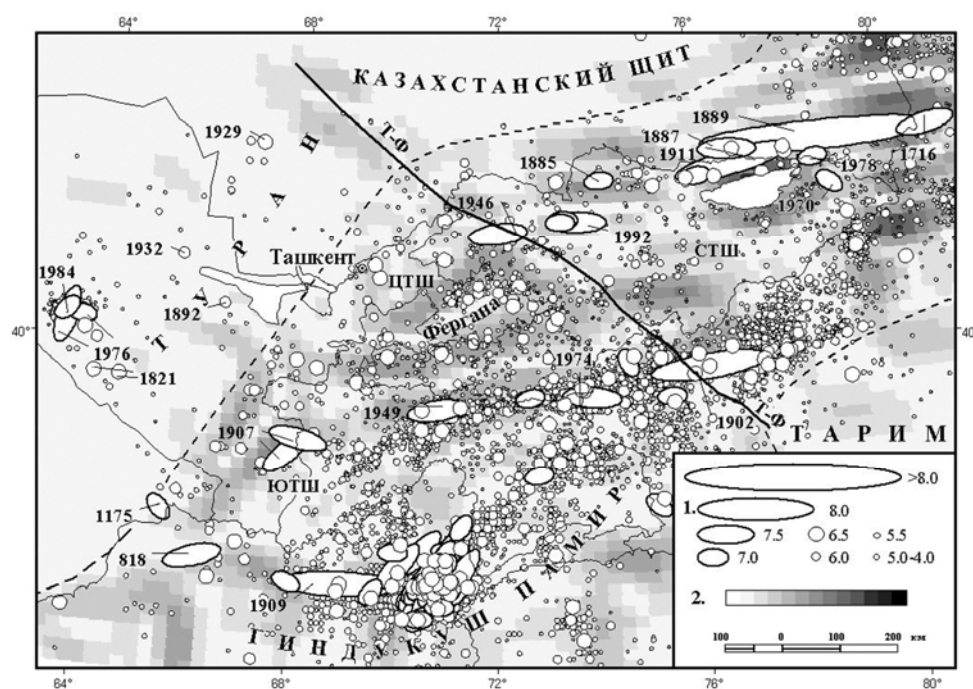 64° 68° 72° 76° 80°
КАЗАХСТАНСКИЙ ЩИТ
1889
1929
Т-Ф
1887
1911
1885
1978
1716
1946
1970
1992
СТШ
1932
Ташкент
ЦТШ
1984
ТУРАН
1892
Фергана
40° 40°
1976
1974
1821
1949
1902
Т-Ф
ТАРИМ
1907
ЮТШ
1175
ПАМИР
818
1909
ГИНДУКУШ
>8.0
1. 8.0
7.5 6.5 5.5
7.0 6.0 5.0-4.0
2.
100 0 100 200 км
64° 68° 72° 76° 80°